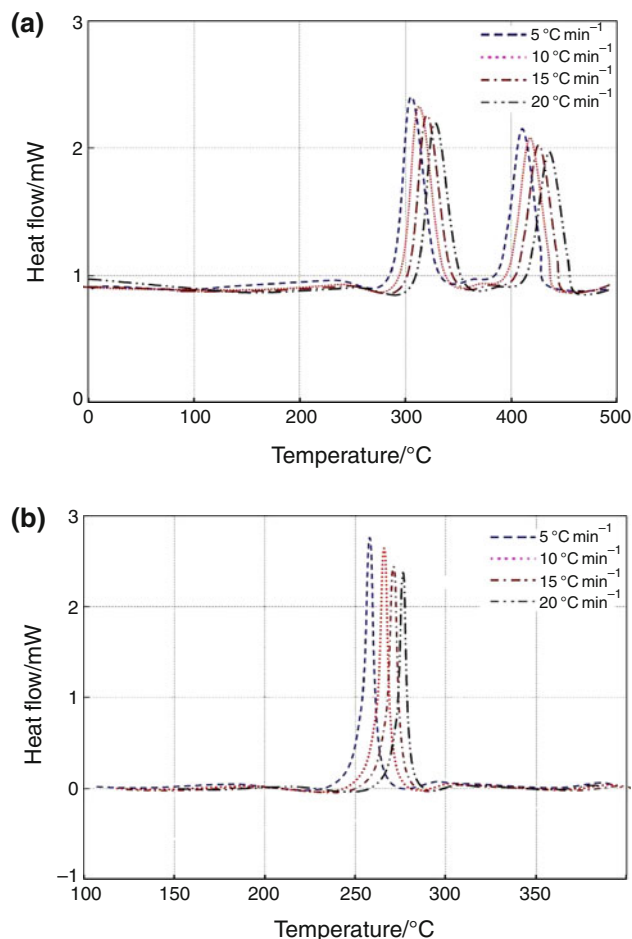 (a)
3
2
1
0
Heat flow/mW
5 °C min⁻¹
10 °C min⁻¹
15 °C min⁻¹
20 °C min⁻¹
0 100 200 300 400 500
Temperature/°C
(b)
3
2
1
0
−1
Heat flow/mW
5 °C min⁻¹
10 °C min⁻¹
15 °C min⁻¹
20 °C min⁻¹
100 150 200 250 300 350
Temperature/°C